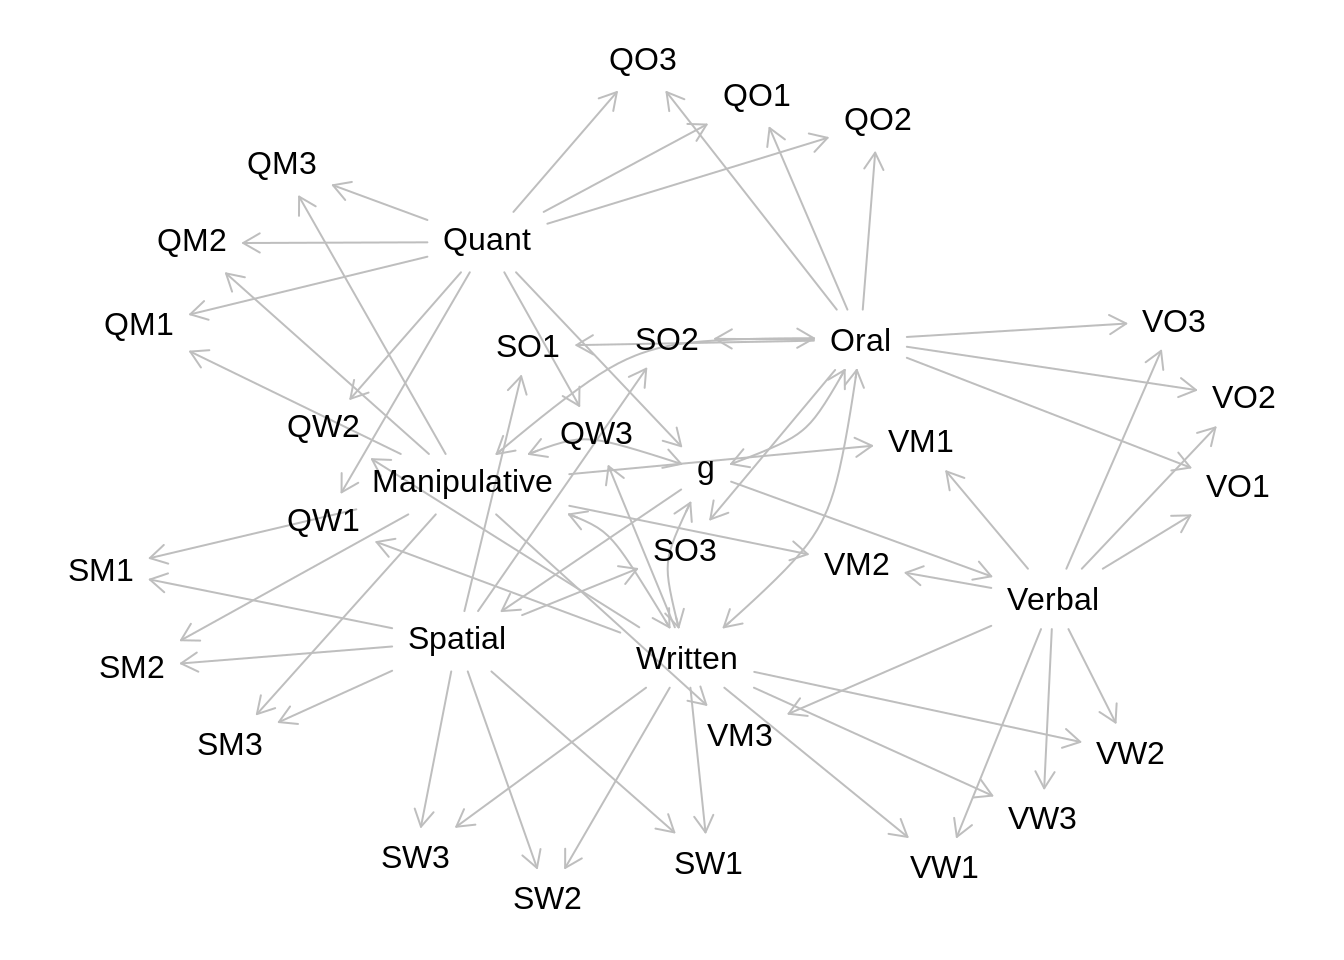 QO3
QO1
QO2
QM3
Quant
QM2
QM1
VO3
SO1
SO2
Oral
VO2
QW2
QW3
VM1
g
Manipulative
VO1
QW1
SO3
VM2
SM1
Verbal
Spatial
Written
SM2
SM3
VM3
VW2
VW3
SW3
SW1
VW1
SW2